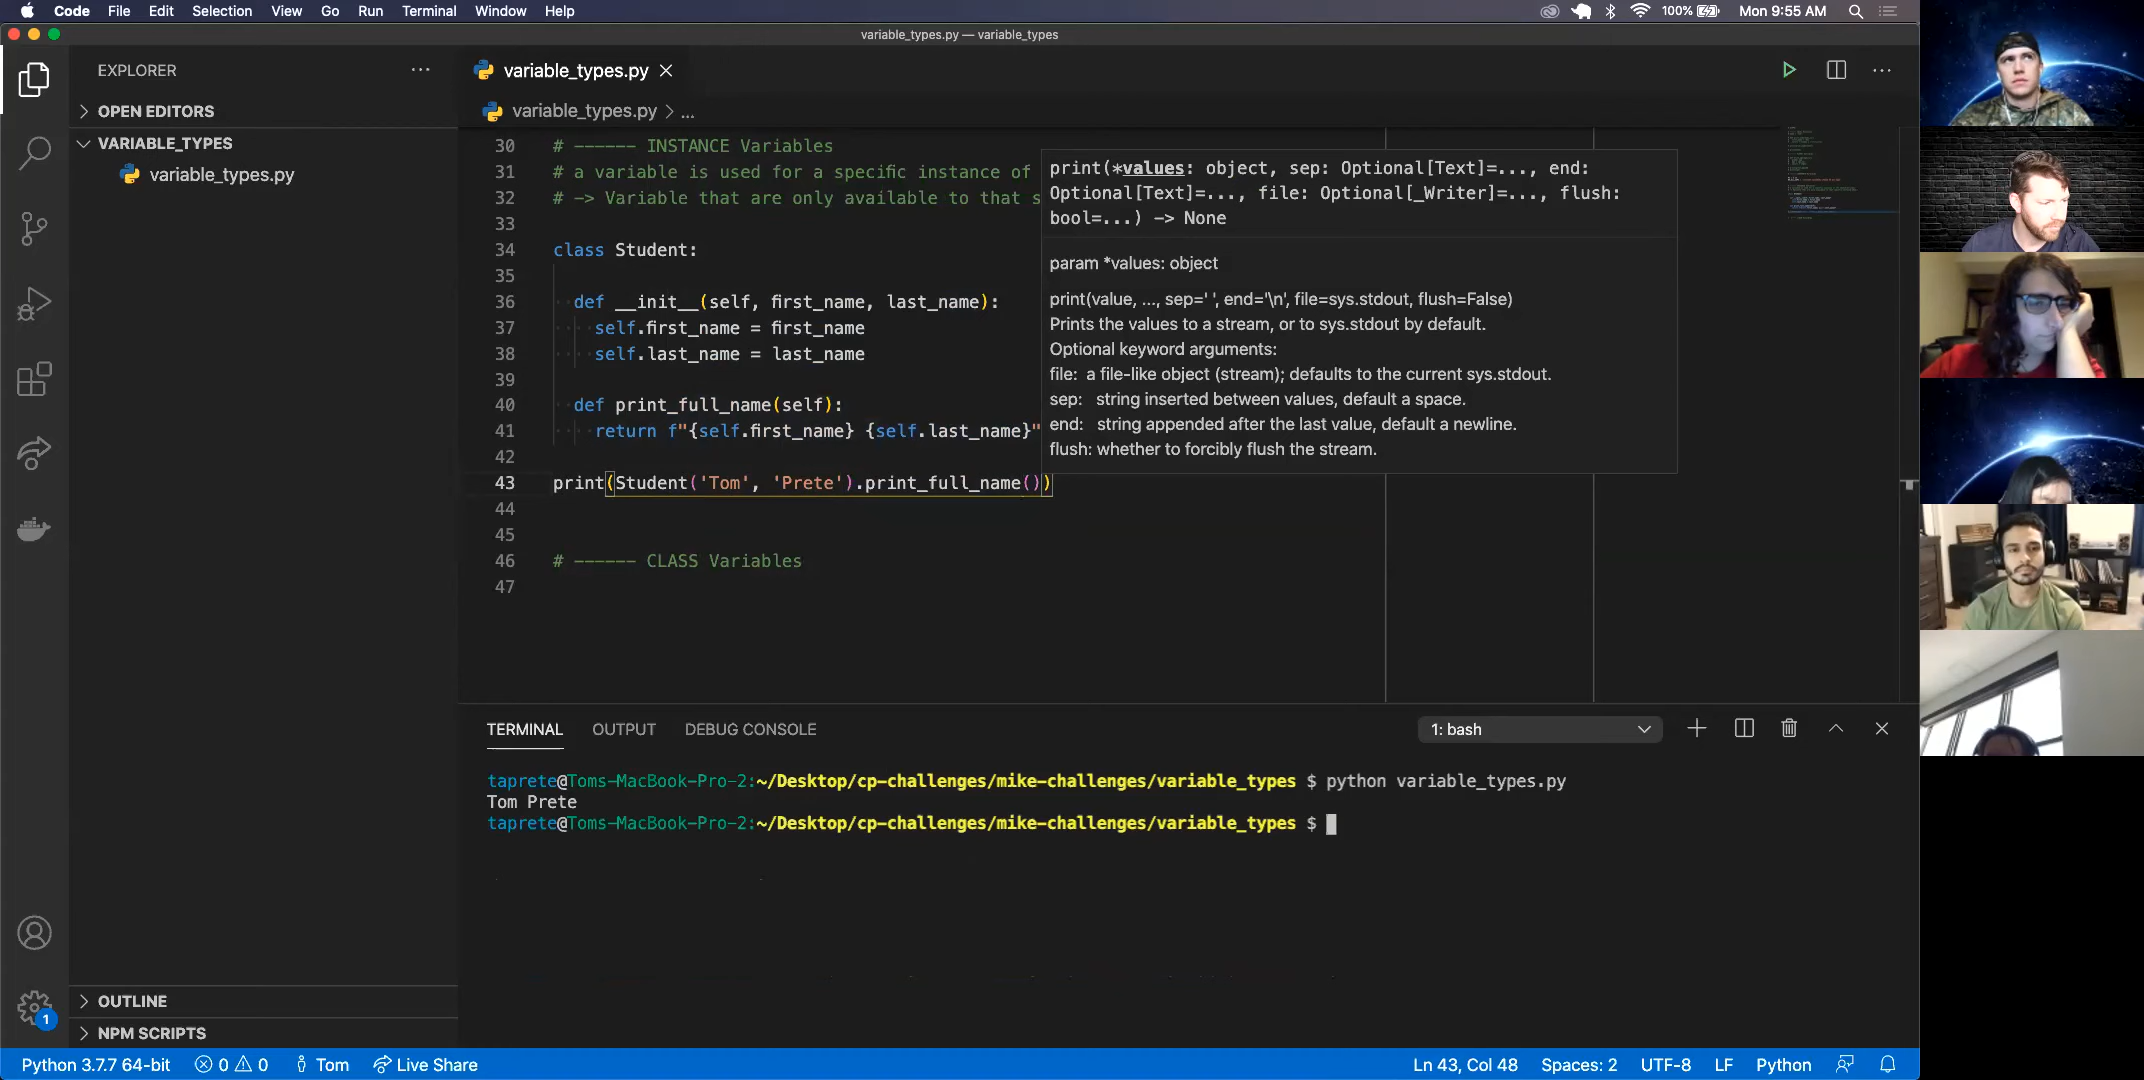 Code File Edit Selection View Go Run Terminal Window Help 100% Mon 9:55 AM
variable_types.py — variable_types
EXPLORER
variable_types.py
OPEN EDITORS
variable_types.py > ...
VARIABLE_TYPES
variable_types.py
30 # ------ INSTANCE Variables
31 # a variable is used for a specific instance of
32 # -> Variable that are only available to that s
33
34 class Student:
35
36 def __init__(self, first_name, last_name):
37 self.first_name = first_name
38 self.last_name = last_name
39
40 def print_full_name(self):
41 return f"{self.first_name} {self.last_name}"
42
43 print(Student('Tom', 'Prete').print_full_name())
44
45
46 # ------ CLASS Variables
47
print(*values: object, sep: Optional[Text]=..., end:
Optional[Text]=..., file: Optional[_Writer]=..., flush:
bool=...) -> None
param *values: object
print(value, ..., sep=' ', end='\n', file=sys.stdout, flush=False)
Prints the values to a stream, or to sys.stdout by default.
Optional keyword arguments:
file: a file-like object (stream); defaults to the current sys.stdout.
sep: string inserted between values, default a space.
end: string appended after the last value, default a newline.
flush: whether to forcibly flush the stream.
TERMINAL OUTPUT DEBUG CONSOLE 1: bash
taprete@Toms-MacBook-Pro-2:~/Desktop/cp-challenges/mike-challenges/variable_types $ python variable_types.py
Tom Prete
taprete@Toms-MacBook-Pro-2:~/Desktop/cp-challenges/mike-challenges/variable_types $
OUTLINE
1
NPM SCRIPTS
Python 3.7.7 64-bit 0 0 Tom Live Share Ln 43, Col 48 Spaces: 2 UTF-8 LF Python